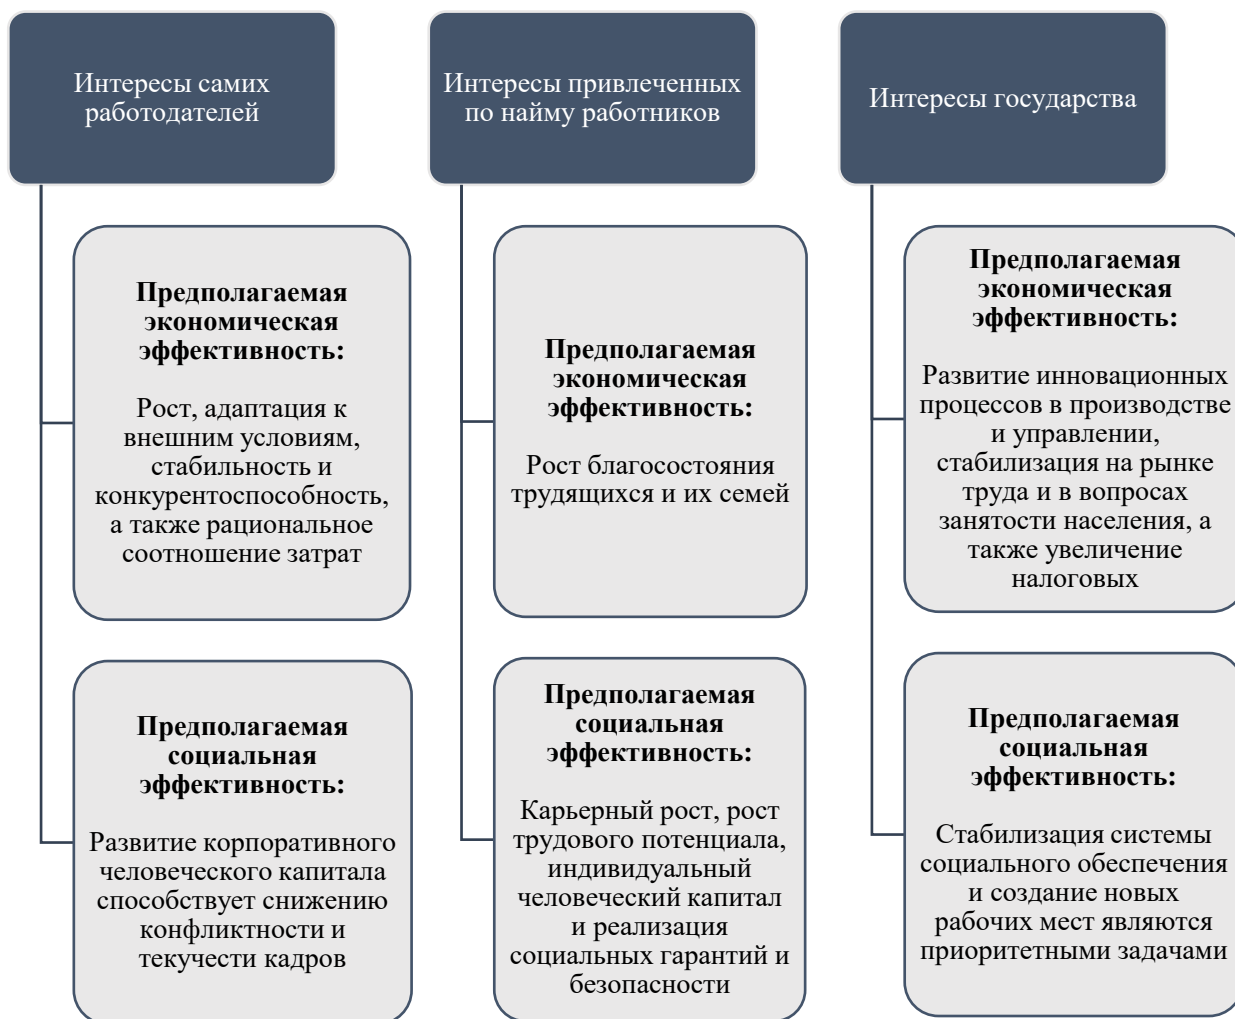 Интересы самих
работодателей
Предполагаемая
экономическая
эффективность:
Рост, адаптация к
внешним условиям,
стабильность и
конкурентоспособность,
а также рациональное
соотношение затрат
Предполагаемая
социальная
эффективность:
Развитие корпоративного
человеческого капитала
способствует снижению
конфликтности и
текучести кадров
Интересы привлеченных
по найму работников
Предполагаемая
экономическая
эффективность:
Рост благосостояния
трудящихся и их семей
Предполагаемая
социальная
эффективность:
Карьерный рост, рост
трудового потенциала,
индивидуальный
человеческий капитал
и реализация
социальных гарантий и
безопасности
Интересы государства
Предполагаемая
экономическая
эффективность:
Развитие инновационных
процессов в производстве
и управлении,
стабилизация на рынке
труда и в вопросах
занятости населения, а
также увеличение
налоговых
Предполагаемая
социальная
эффективность:
Стабилизация системы
социального обеспечения
и создание новых
рабочих мест являются
приоритетными задачами